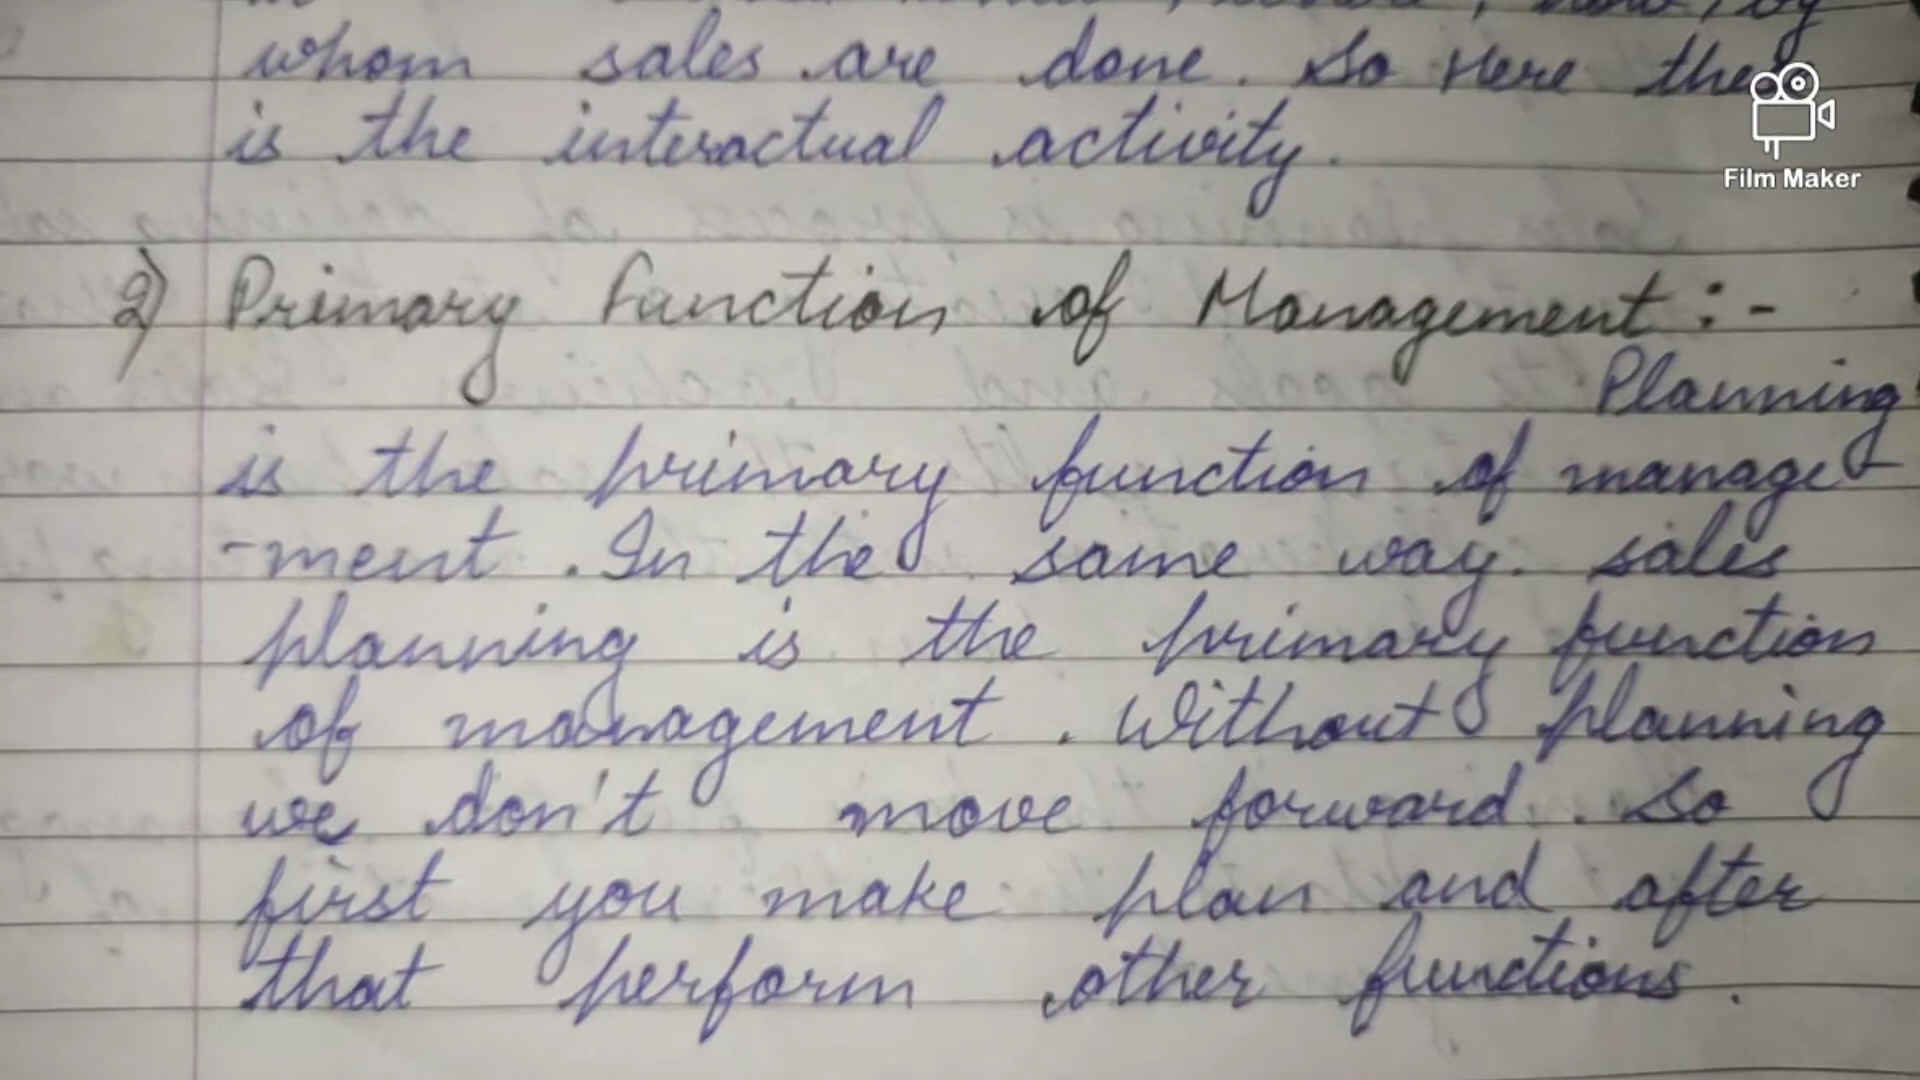 whom sales are done. So Here the
is the interactual activity.
Film Maker
2) Primary Function of Management :-
Planning
is the primary function of manage-
-ment. In the same way. sales
planning is the primary function
of management. Without planning
we don't move forward. So
first you make plan and after
that perform other functions.